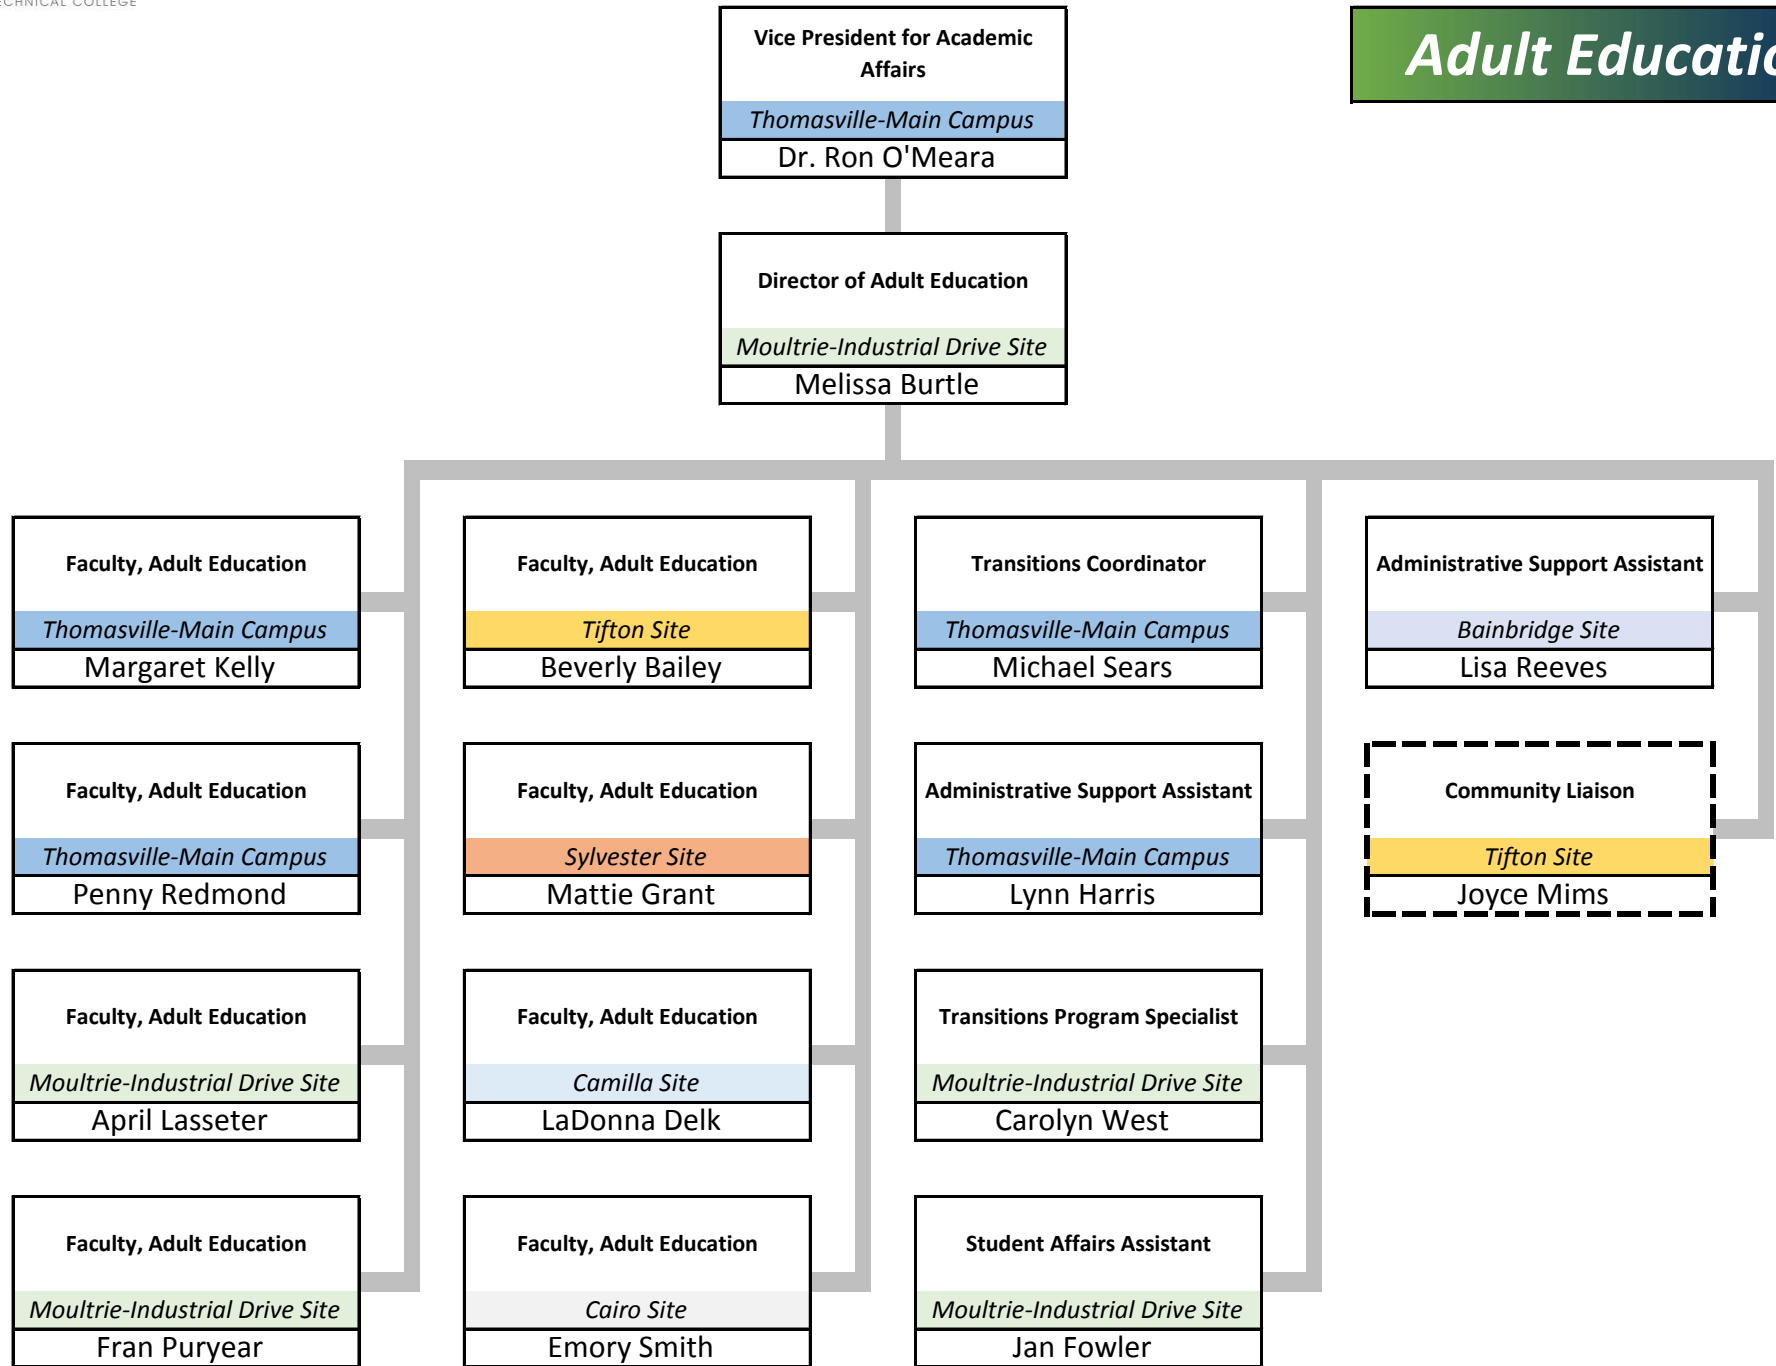 TECHNICAL COLLEGE
Vice President for Academic
Affairs
Thomasville-Main Campus
Dr. Ron O'Meara
Adult Educatio
Director of Adult Education
Moultrie-Industrial Drive Site
Melissa Burtle
Faculty, Adult Education
Thomasville-Main Campus
Margaret Kelly
Faculty, Adult Education
Tifton Site
Beverly Bailey
Transitions Coordinator
Thomasville-Main Campus
Michael Sears
Administrative Support Assistant
Bainbridge Site
Lisa Reeves
Faculty, Adult Education
Thomasville-Main Campus
Penny Redmond
Faculty, Adult Education
Sylvester Site
Mattie Grant
Administrative Support Assistant
Thomasville-Main Campus
Lynn Harris
Community Liaison
Tifton Site
Joyce Mims
Faculty, Adult Education
Moultrie-Industrial Drive Site
April Lasseter
Faculty, Adult Education
Camilla Site
LaDonna Delk
Transitions Program Specialist
Moultrie-Industrial Drive Site
Carolyn West
Faculty, Adult Education
Moultrie-Industrial Drive Site
Fran Puryear
Faculty, Adult Education
Cairo Site
Emory Smith
Student Affairs Assistant
Moultrie-Industrial Drive Site
Jan Fowler